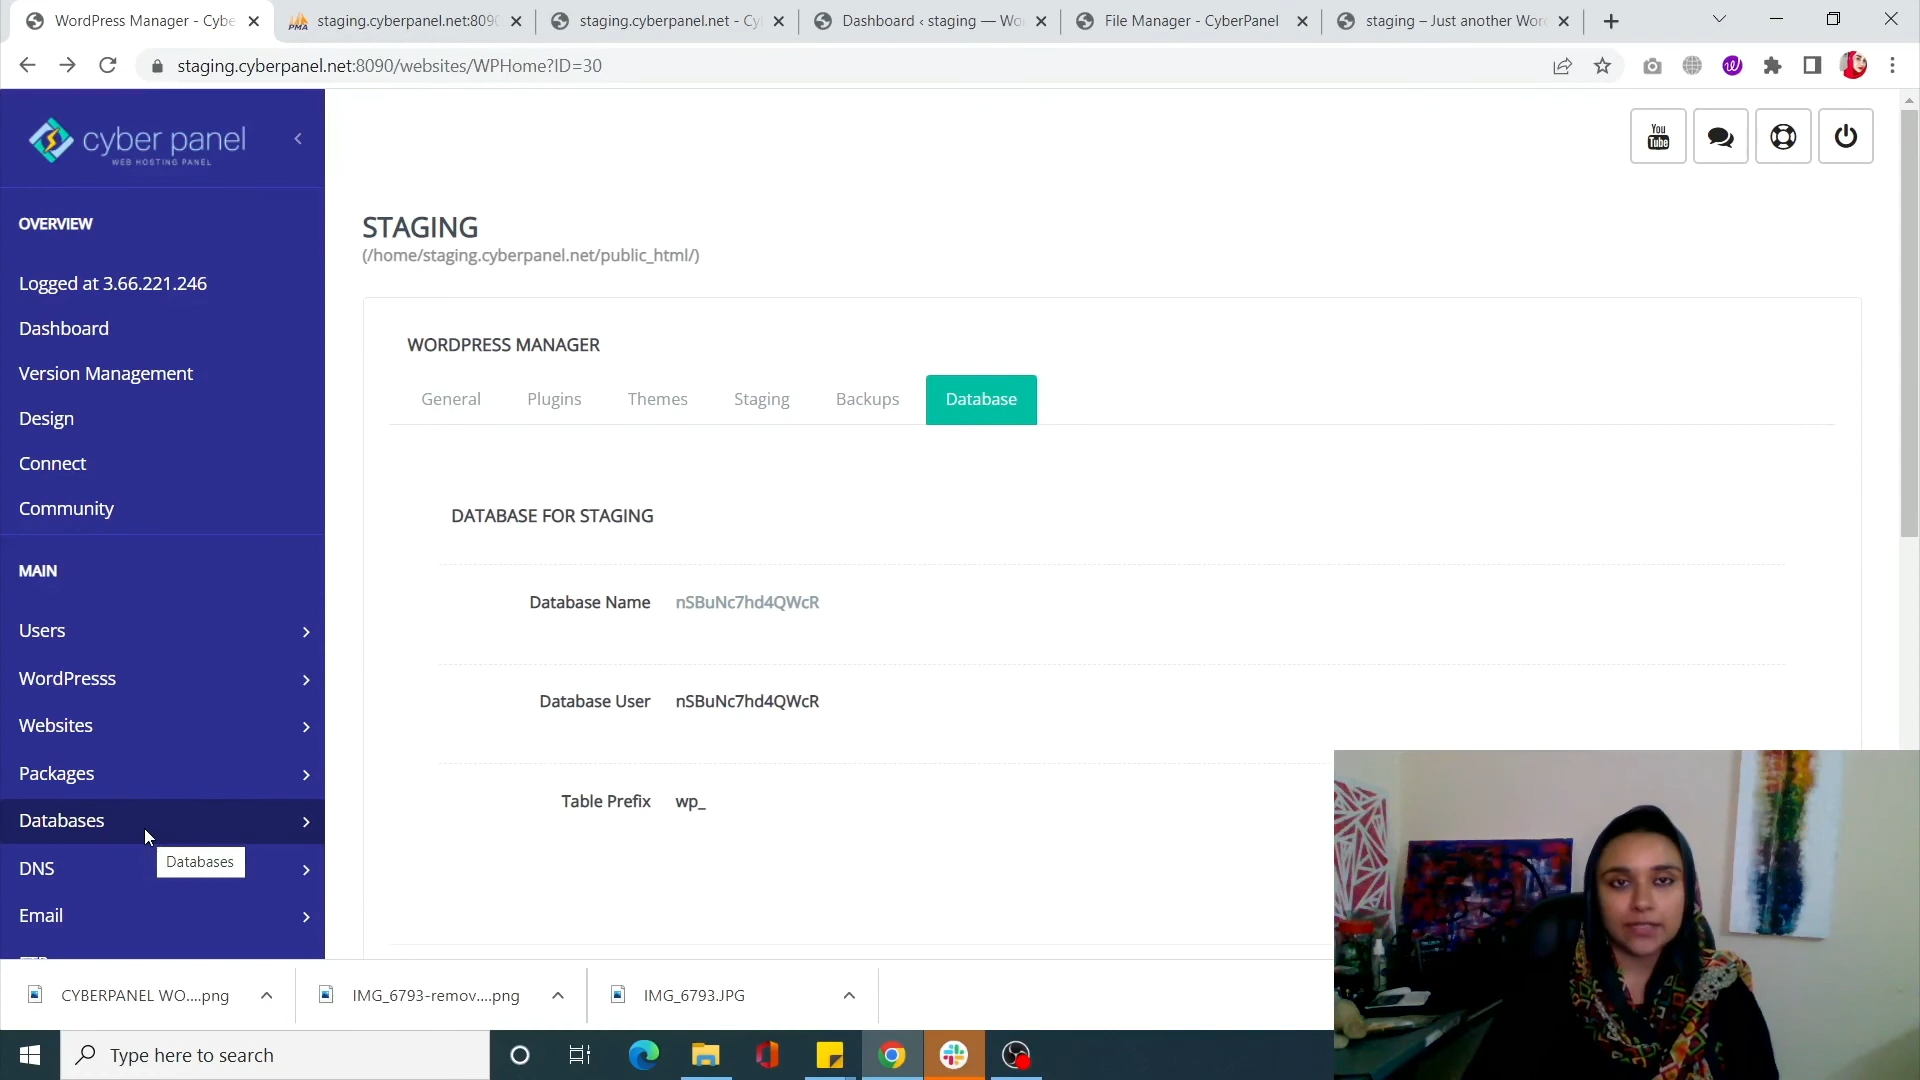 WordPress Manager - Cybe
staging.cyberpanel.net:8090
staging.cyberpanel.net - Cy
Dashboard ‹ staging — Wo
File Manager - CyberPanel
staging – Just another Wor
staging.cyberpanel.net:8090/websites/WPHome?ID=30
cyber panel
WEB HOSTING PANEL
You
Tube
OVERVIEW
Logged at 3.66.221.246
Dashboard
Version Management
Design
Connect
Community
MAIN
Users
WordPresss
Websites
Packages
Databases
Databases
DNS
Email
STAGING
(/home/staging.cyberpanel.net/public_html/)
WORDPRESS MANAGER
General
Plugins
Themes
Staging
Backups
Database
DATABASE FOR STAGING
Database Name nSBuNc7hd4QWcR
Database User nSBuNc7hd4QWcR
Table Prefix wp_
CYBERPANEL WO....png
IMG_6793-remov....png
IMG_6793.JPG
Type here to search